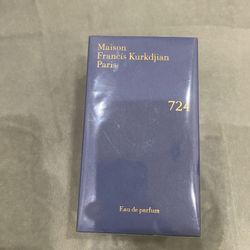 Maison
Francis Kurkdjian
Paris
724
Eau de parfum